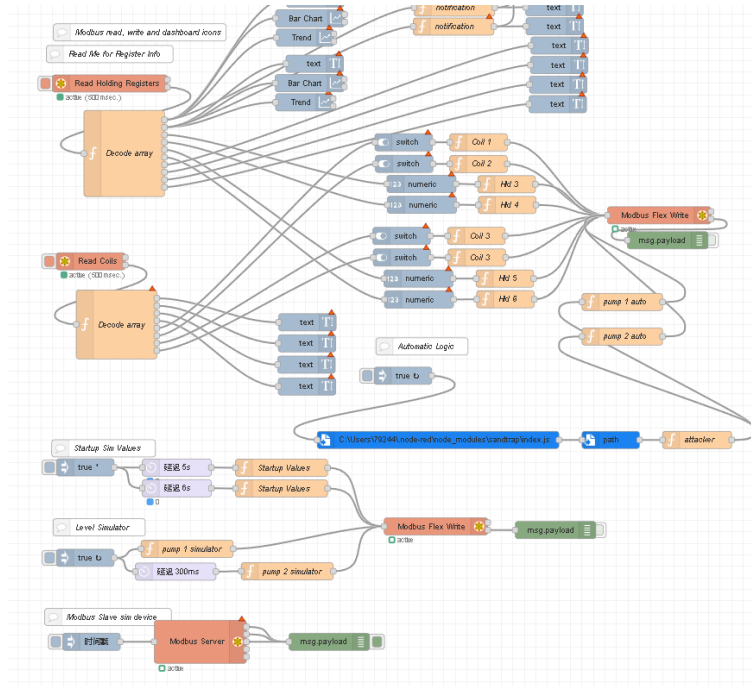 notification
text
Bar Chart
Modbus read, write and dashboard icons
Trend
notification
text
text
Read Me for Register Info
text
text
Read Holding Registers
Bar Chart
text
active (500 msec.)
Trend
text
Decode array
switch
Coil 1
switch
Coil 2
numeric
Hld 3
numeric
Hld 4
Modbus Flex Write
active
msg.payload
switch
Coil 3
switch
Coil 3
Read Coils
active (500 msec.)
numeric
Hld 5
numeric
Hld 6
pump 1 auto
Decode array
text
pump 2 auto
text
Automatic Logic
text
true ↻
text
C:\Users\79244\.node-red\node_modules\sandtrap\index.js
path
attacker
Startup Sim Values
true ¹
延迟 5s
Startup Values
延迟 6s
Startup Values
0
Level Simulator
Modbus Flex Write
msg.payload
active
pump 1 simulator
true ↻
延迟 300ms
pump 2 simulator
Modbus Slave sim device
时间戳
Modbus Server
msg.payload
active